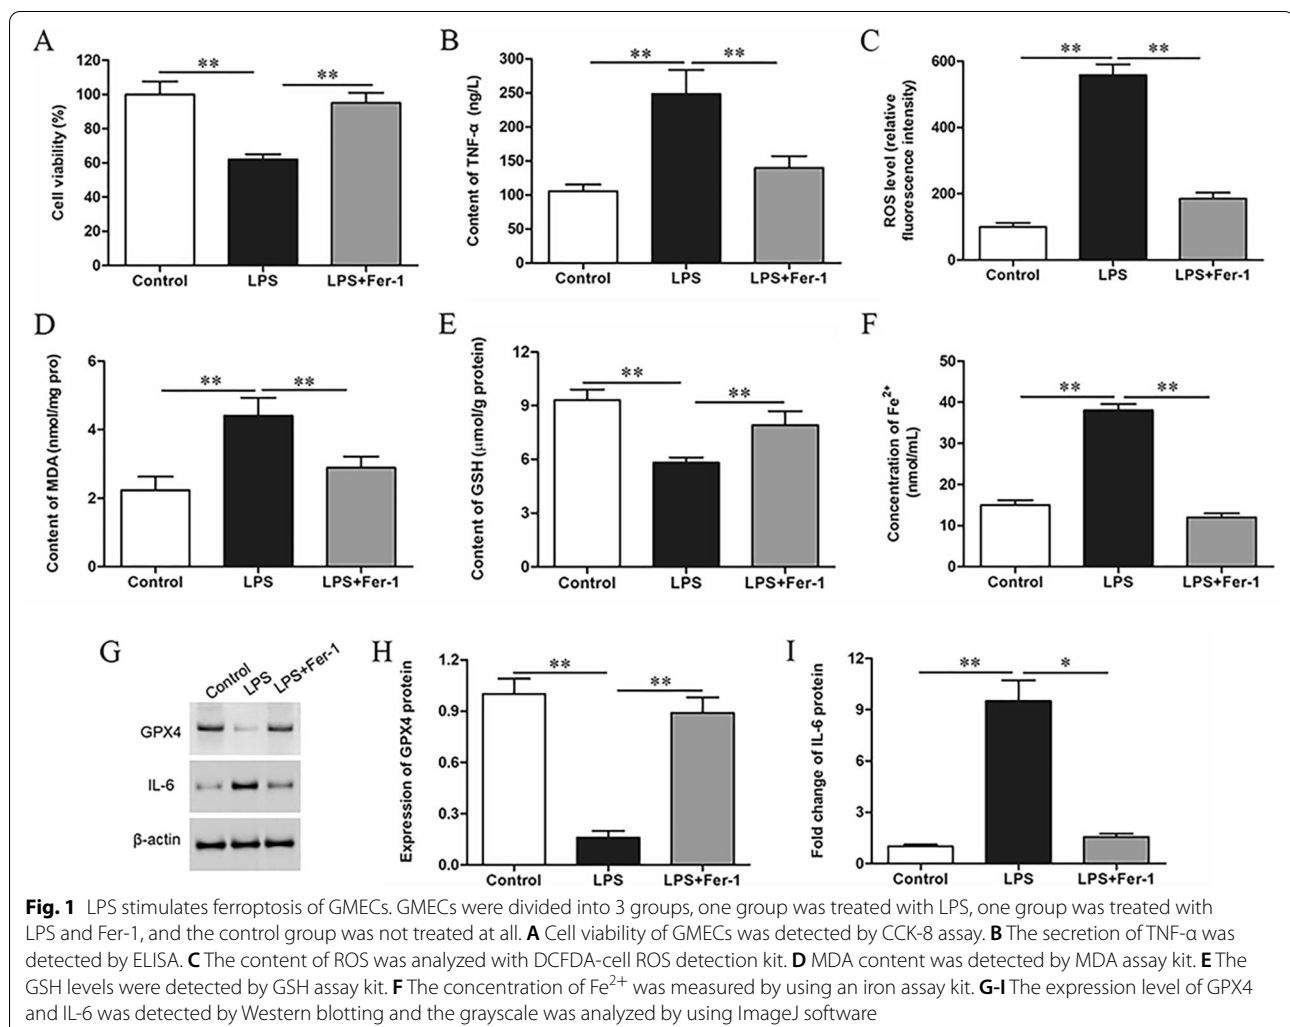 A
Cell viability (%)
120
100
80
60
40
20
0
**
**
Control
LPS
LPS+Fer-1
B
Content of TNF-α (ng/L)
300
250
200
150
100
50
0
**
**
Control
LPS
LPS+Fer-1
C
ROS level (relative
fluorescence intensity)
600
400
200
0
**
**
Control
LPS
LPS+Fer-1
D
Content of MDA (nmol/mg pro)
6
4
2
0
**
**
Control
LPS
LPS+Fer-1
E
Content of GSH (μmol/g protein)
12
9
6
3
0
**
**
Control
LPS
LPS+Fer-1
F
Concentration of Fe²⁺
(nmol/mL)
50
40
30
20
10
0
**
**
Control
LPS
LPS+Fer-1
G
Control
LPS
LPS+Fer-1
GPX4
IL-6
β-actin
H
Expression of GPX4 protein
1.2
0.9
0.6
0.3
0.0
**
**
Control
LPS
LPS+Fer-1
I
Fold change of IL-6 protein
12
9
6
3
0
**
*
Control
LPS
LPS+Fer-1
Fig. 1 LPS stimulates ferroptosis of GMECs. GMECs were divided into 3 groups, one group was treated with LPS, one group was treated with
LPS and Fer-1, and the control group was not treated at all. A Cell viability of GMECs was detected by CCK-8 assay. B The secretion of TNF-α was
detected by ELISA. C The content of ROS was analyzed with DCFDA-cell ROS detection kit. D MDA content was detected by MDA assay kit. E The
GSH levels were detected by GSH assay kit. F The concentration of Fe²⁺ was measured by using an iron assay kit. G-I The expression level of GPX4
and IL-6 was detected by Western blotting and the grayscale was analyzed by using ImageJ software